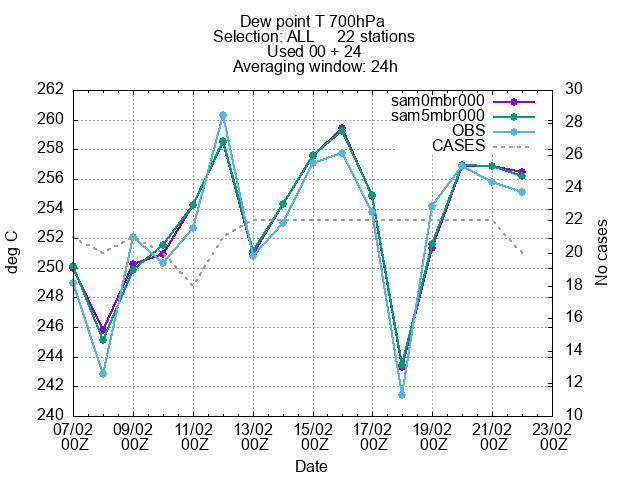 Dew point T 700hPa
Selection: ALL 22 stations
Used 00 + 24
Averaging window: 24h
262
260
258
256
254
252
250
248
246
244
242
240
deg C
30
28
26
24
22
20
18
16
14
12
10
No cases
sam0mbr000
sam5mbr000
OBS
CASES
07/02 09/02 11/02 13/02 15/02 17/02 19/02 21/02 23/02
00Z 00Z 00Z 00Z 00Z 00Z 00Z 00Z 00Z
Date